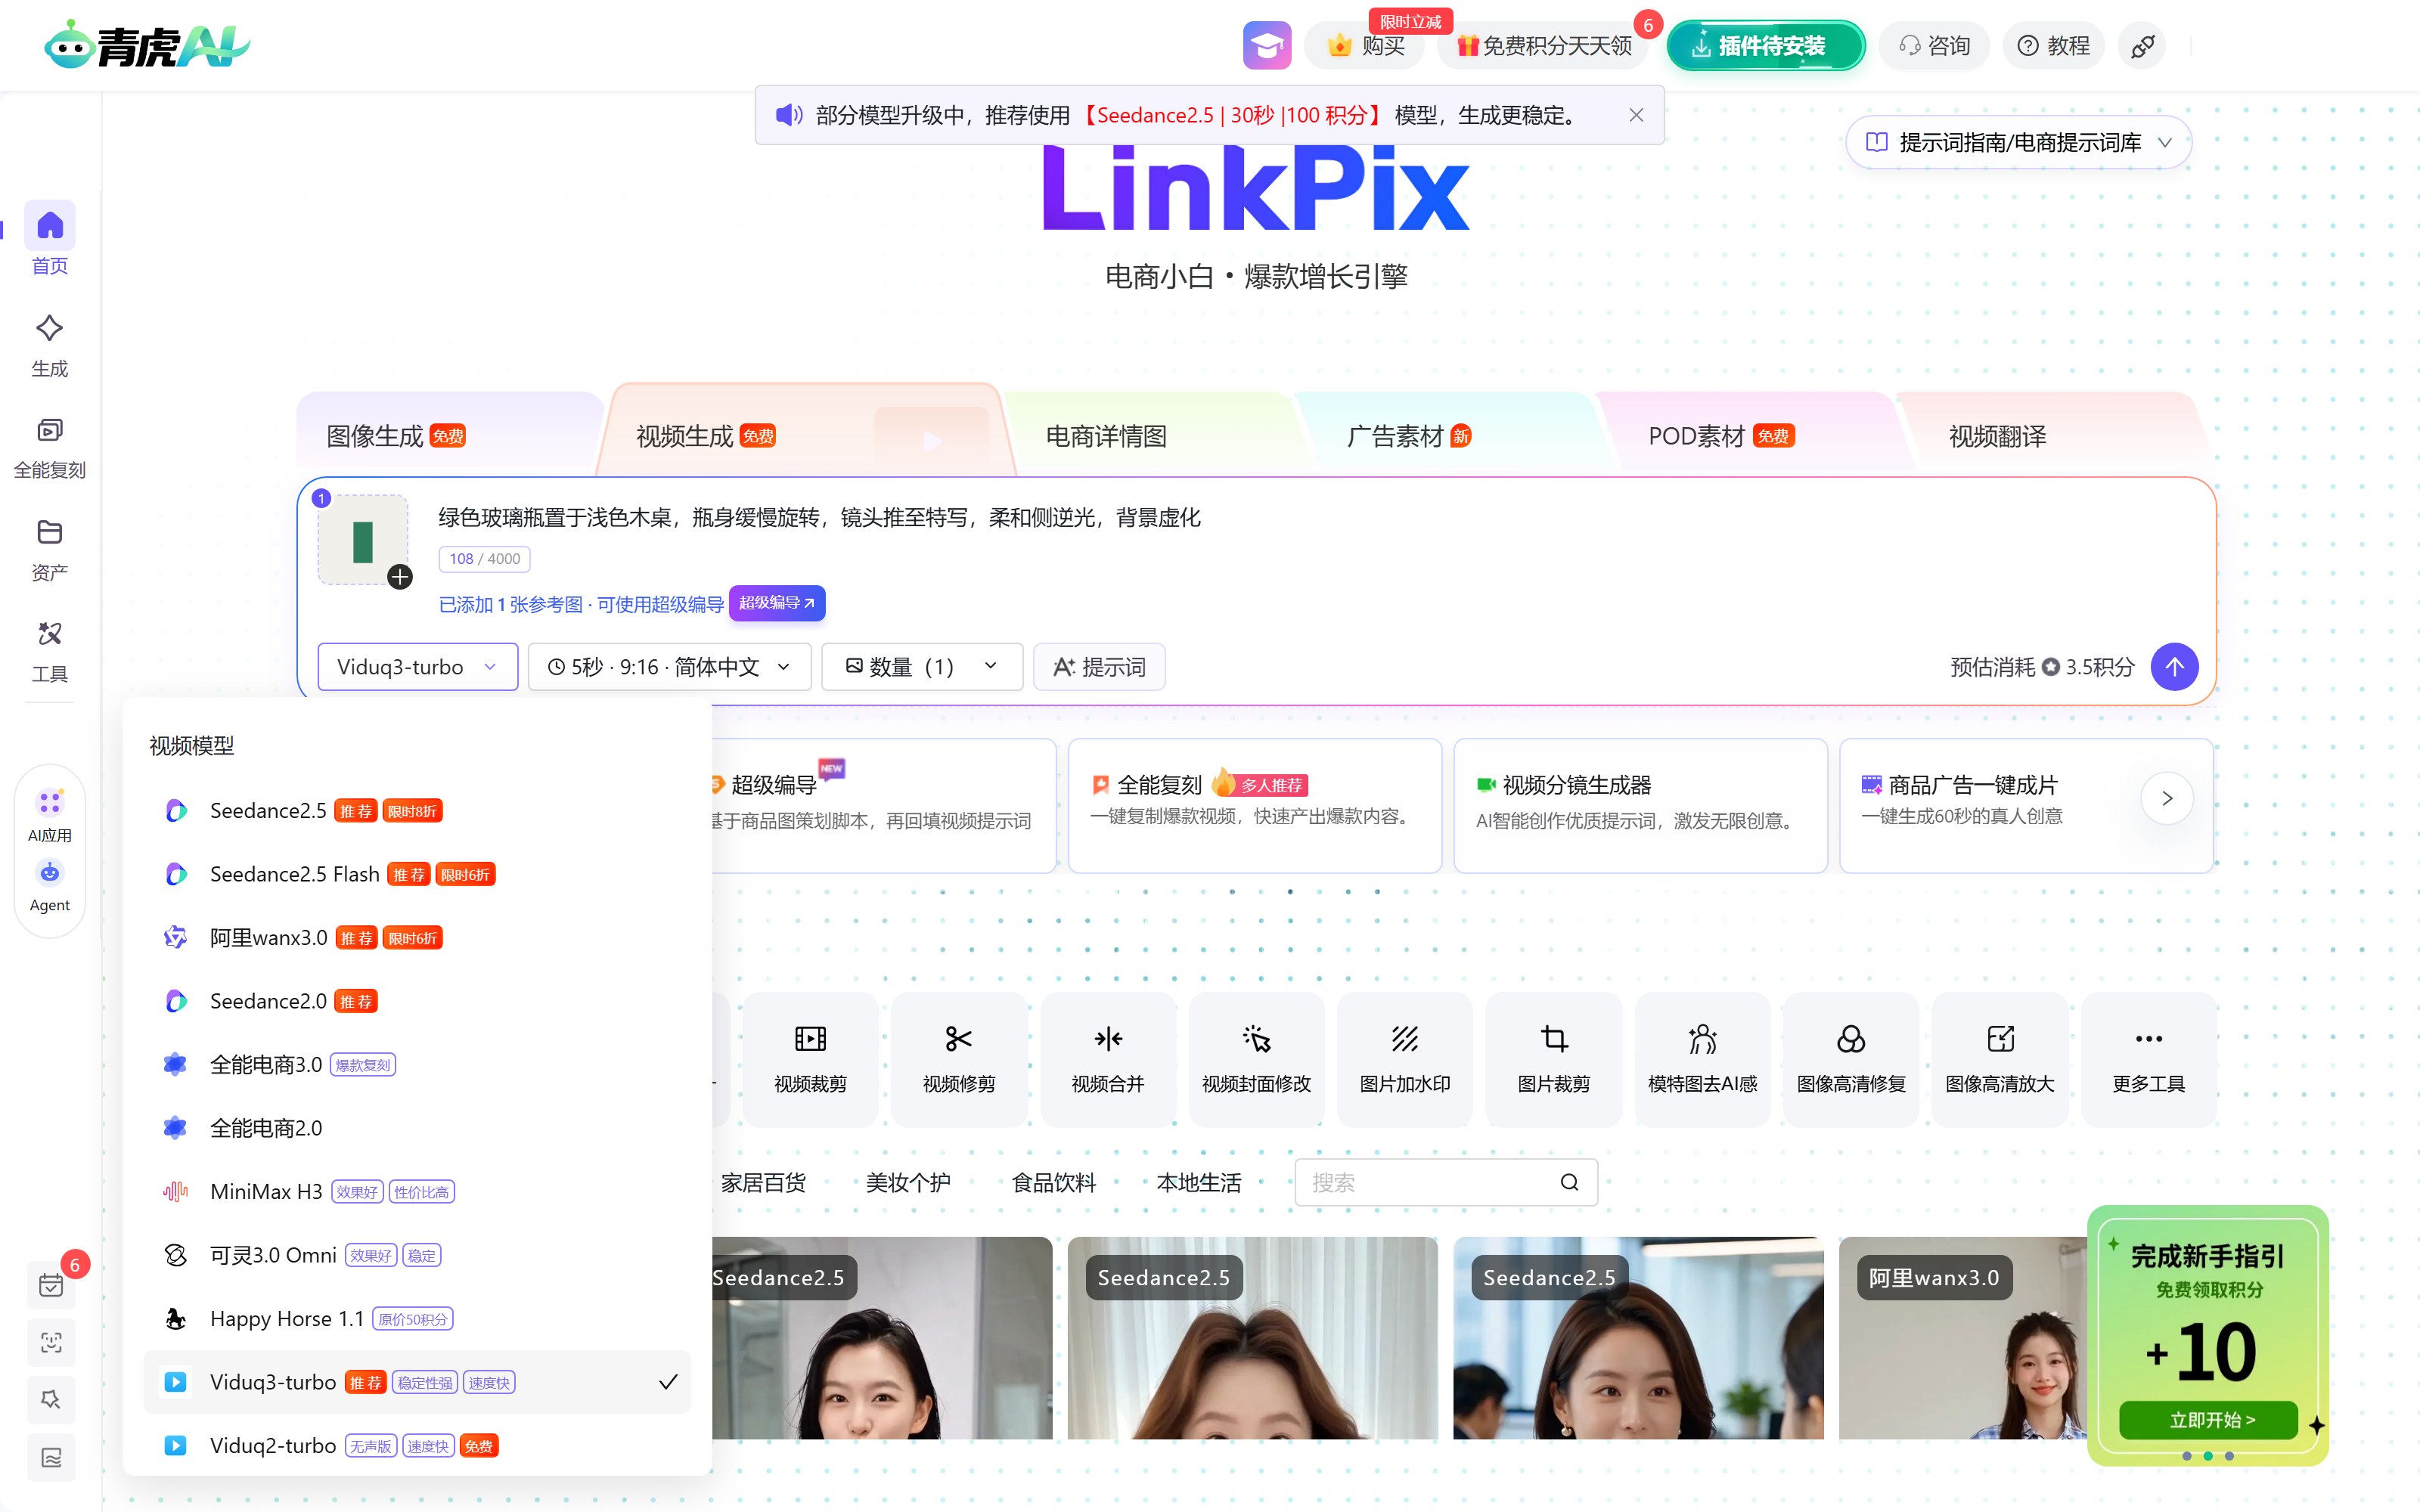 青虎AI
购买
限时立减
免费积分天天领
6
插件待安装
咨询
教程
部分模型升级中，推荐使用【Seedance2.5 | 30秒 |100 积分】 模型，生成更稳定。
提示词指南/电商提示词库
LinkPix
电商小白·爆款增长引擎
首页
生成
全能复刻
资产
工具
AI应用
Agent
6
图像生成 免费
视频生成 免费
电商详情图
广告素材 新
POD素材 免费
视频翻译
1
绿色玻璃瓶置于浅色木桌，瓶身缓慢旋转，镜头推至特写，柔和侧逆光，背景虚化
108 / 4000
已添加 1 张参考图 · 可使用超级编导
超级编导
Viduq3-turbo
5秒 · 9:16 · 简体中文
数量（1）
提示词
预估消耗 3.5积分
视频模型
Seedance2.5 推荐 限时8折
Seedance2.5 Flash 推荐 限时6折
阿里wanx3.0 推荐 限时6折
Seedance2.0 推荐
全能电商3.0 爆款复刻
全能电商2.0
MiniMax H3 效果好 性价比高
可灵3.0 Omni 效果好 稳定
Happy Horse 1.1 原价50积分
Viduq3-turbo 推荐 稳定性强 速度快
Viduq2-turbo 无声版 速度快 免费
超级编导 NEW
基于商品图策划脚本，再回填视频提示词
全能复刻 多人推荐
一键复制爆款视频，快速产出爆款内容。
视频分镜生成器
AI智能创作优质提示词，激发无限创意。
商品广告一键成片
一键生成60秒的真人创意
视频裁剪
视频修剪
视频合并
视频封面修改
图片加水印
图片裁剪
模特图去AI感
图像高清修复
图像高清放大
更多工具
家居百货
美妆个护
食品饮料
本地生活
搜索
Seedance2.5
Seedance2.5
Seedance2.5
阿里wanx3.0
完成新手指引
免费领取积分
+10
立即开始 >